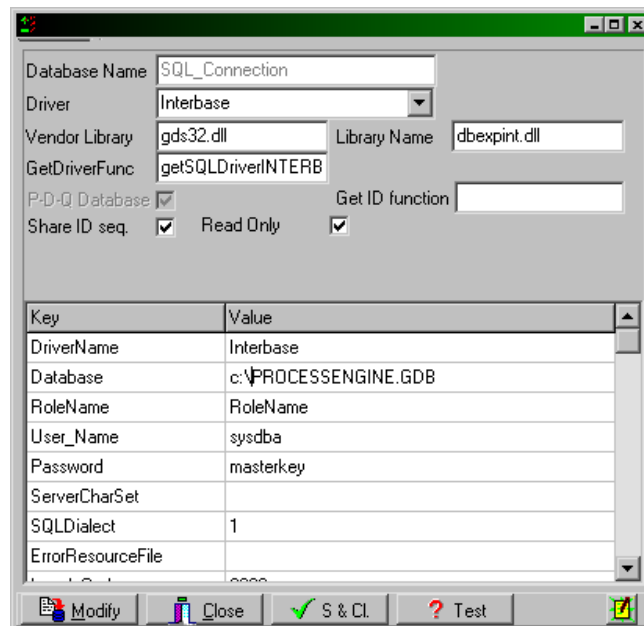 Database Name SQL_Connection
Driver Interbase
Vendor Library gds32.dll Library Name dbexpint.dll
GetDriverFunc getSQLDriverINTERB
P-D-Q Database Get ID function
Share ID seq. Read Only
Key Value
DriverName Interbase
Database c:\PROCESSENGINE.GDB
RoleName RoleName
User_Name sysdba
Password masterkey
ServerCharSet
SQLDialect 1
ErrorResourceFile
Modify Close S & Cl. ? Test